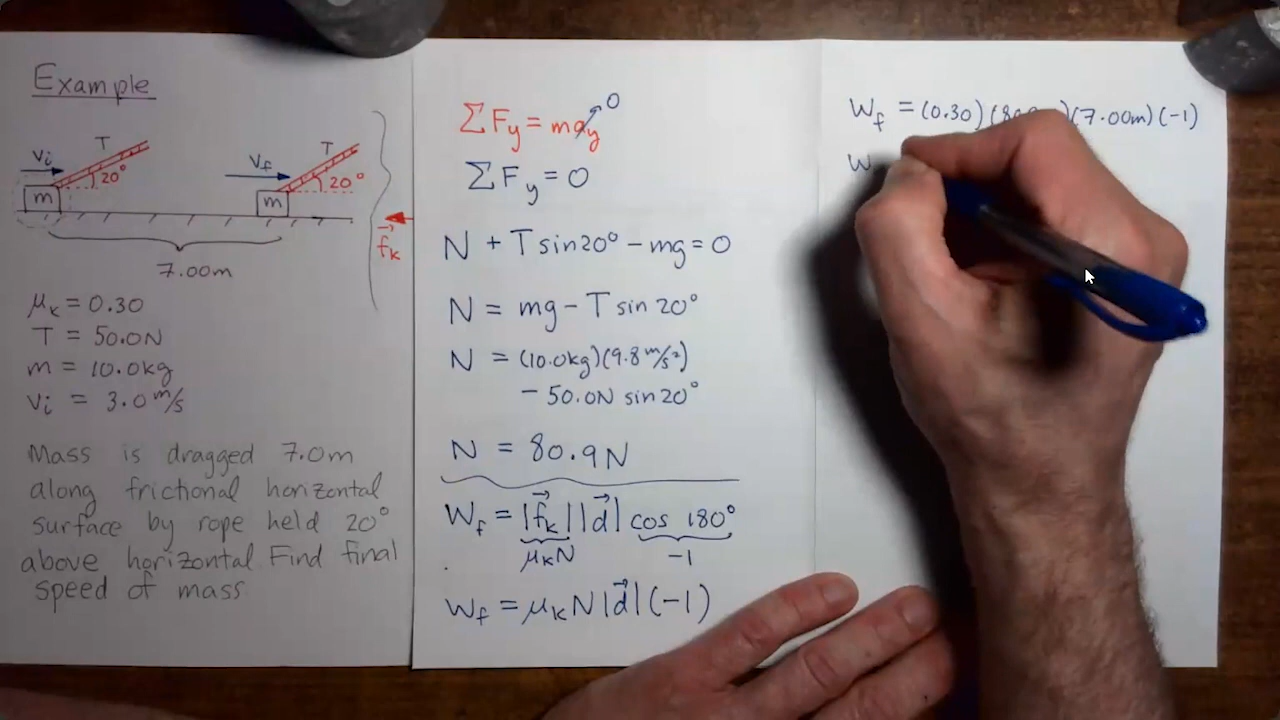 Example
T
T
vi
vf
20°
20°
m
m
7.00m
f⃗k
μk = 0.30
T = 50.0N
m = 10.0kg
vi = 3.0 m/s
Mass is dragged 7.0m
along frictional horizontal
surface by rope held 20°
above horizontal Find final
speed of mass
ΣFy = may 0
ΣFy = 0
N + T sin20° − mg = 0
N = mg − T sin 20°
N = (10.0kg)(9.8 m/s²)
− 50.0N sin 20°
N = 80.9N
Wf = |f⃗k||d⃗| cos 180°
μkN −1
Wf = μkN|d⃗|(−1)
Wf = (0.30) (7.00m)(−1)
W